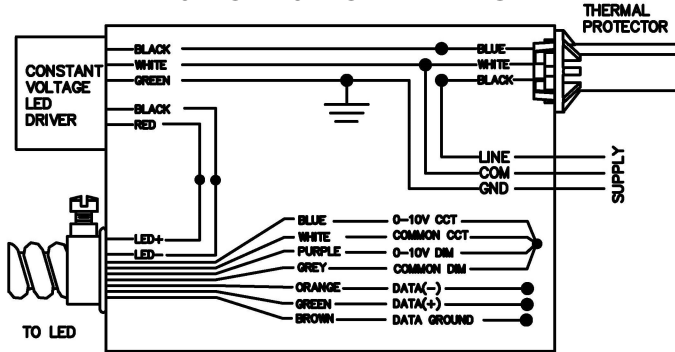 THERMAL
PROTECTOR
CONSTANT
VOLTAGE
LED
DRIVER
BLACK
WHITE
GREEN
BLACK
RED
BLUE
WHITE
BLACK
LINE
COM
GND
SUPPLY
LED+
LED-
BLUE 0-10V CCT
WHITE COMMON CCT
PURPLE 0-10V DIM
GREY COMMON DIM
ORANGE DATA(-)
GREEN DATA(+)
BROWN DATA GROUND
TO LED